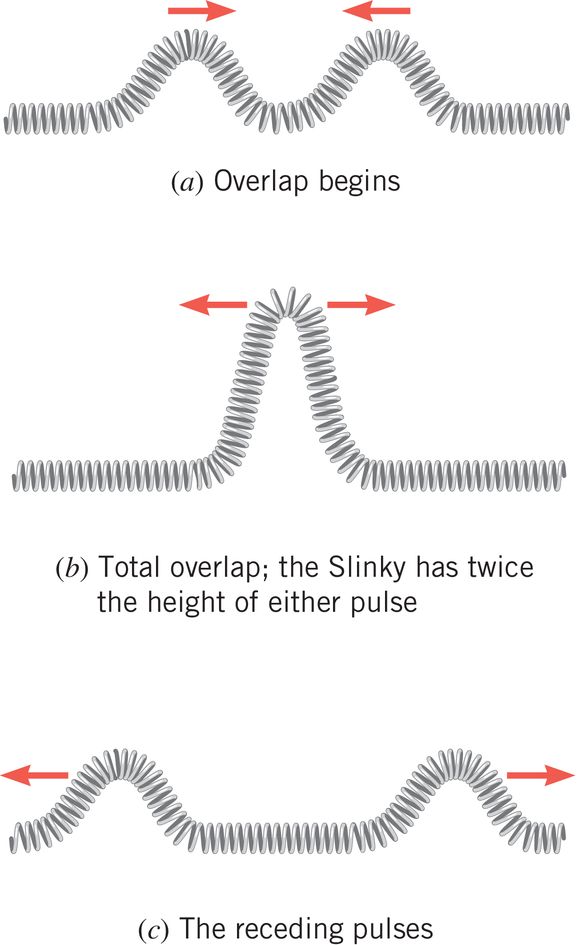 (a) Overlap begins
(b) Total overlap; the Slinky has twice
the height of either pulse
(c) The receding pulses